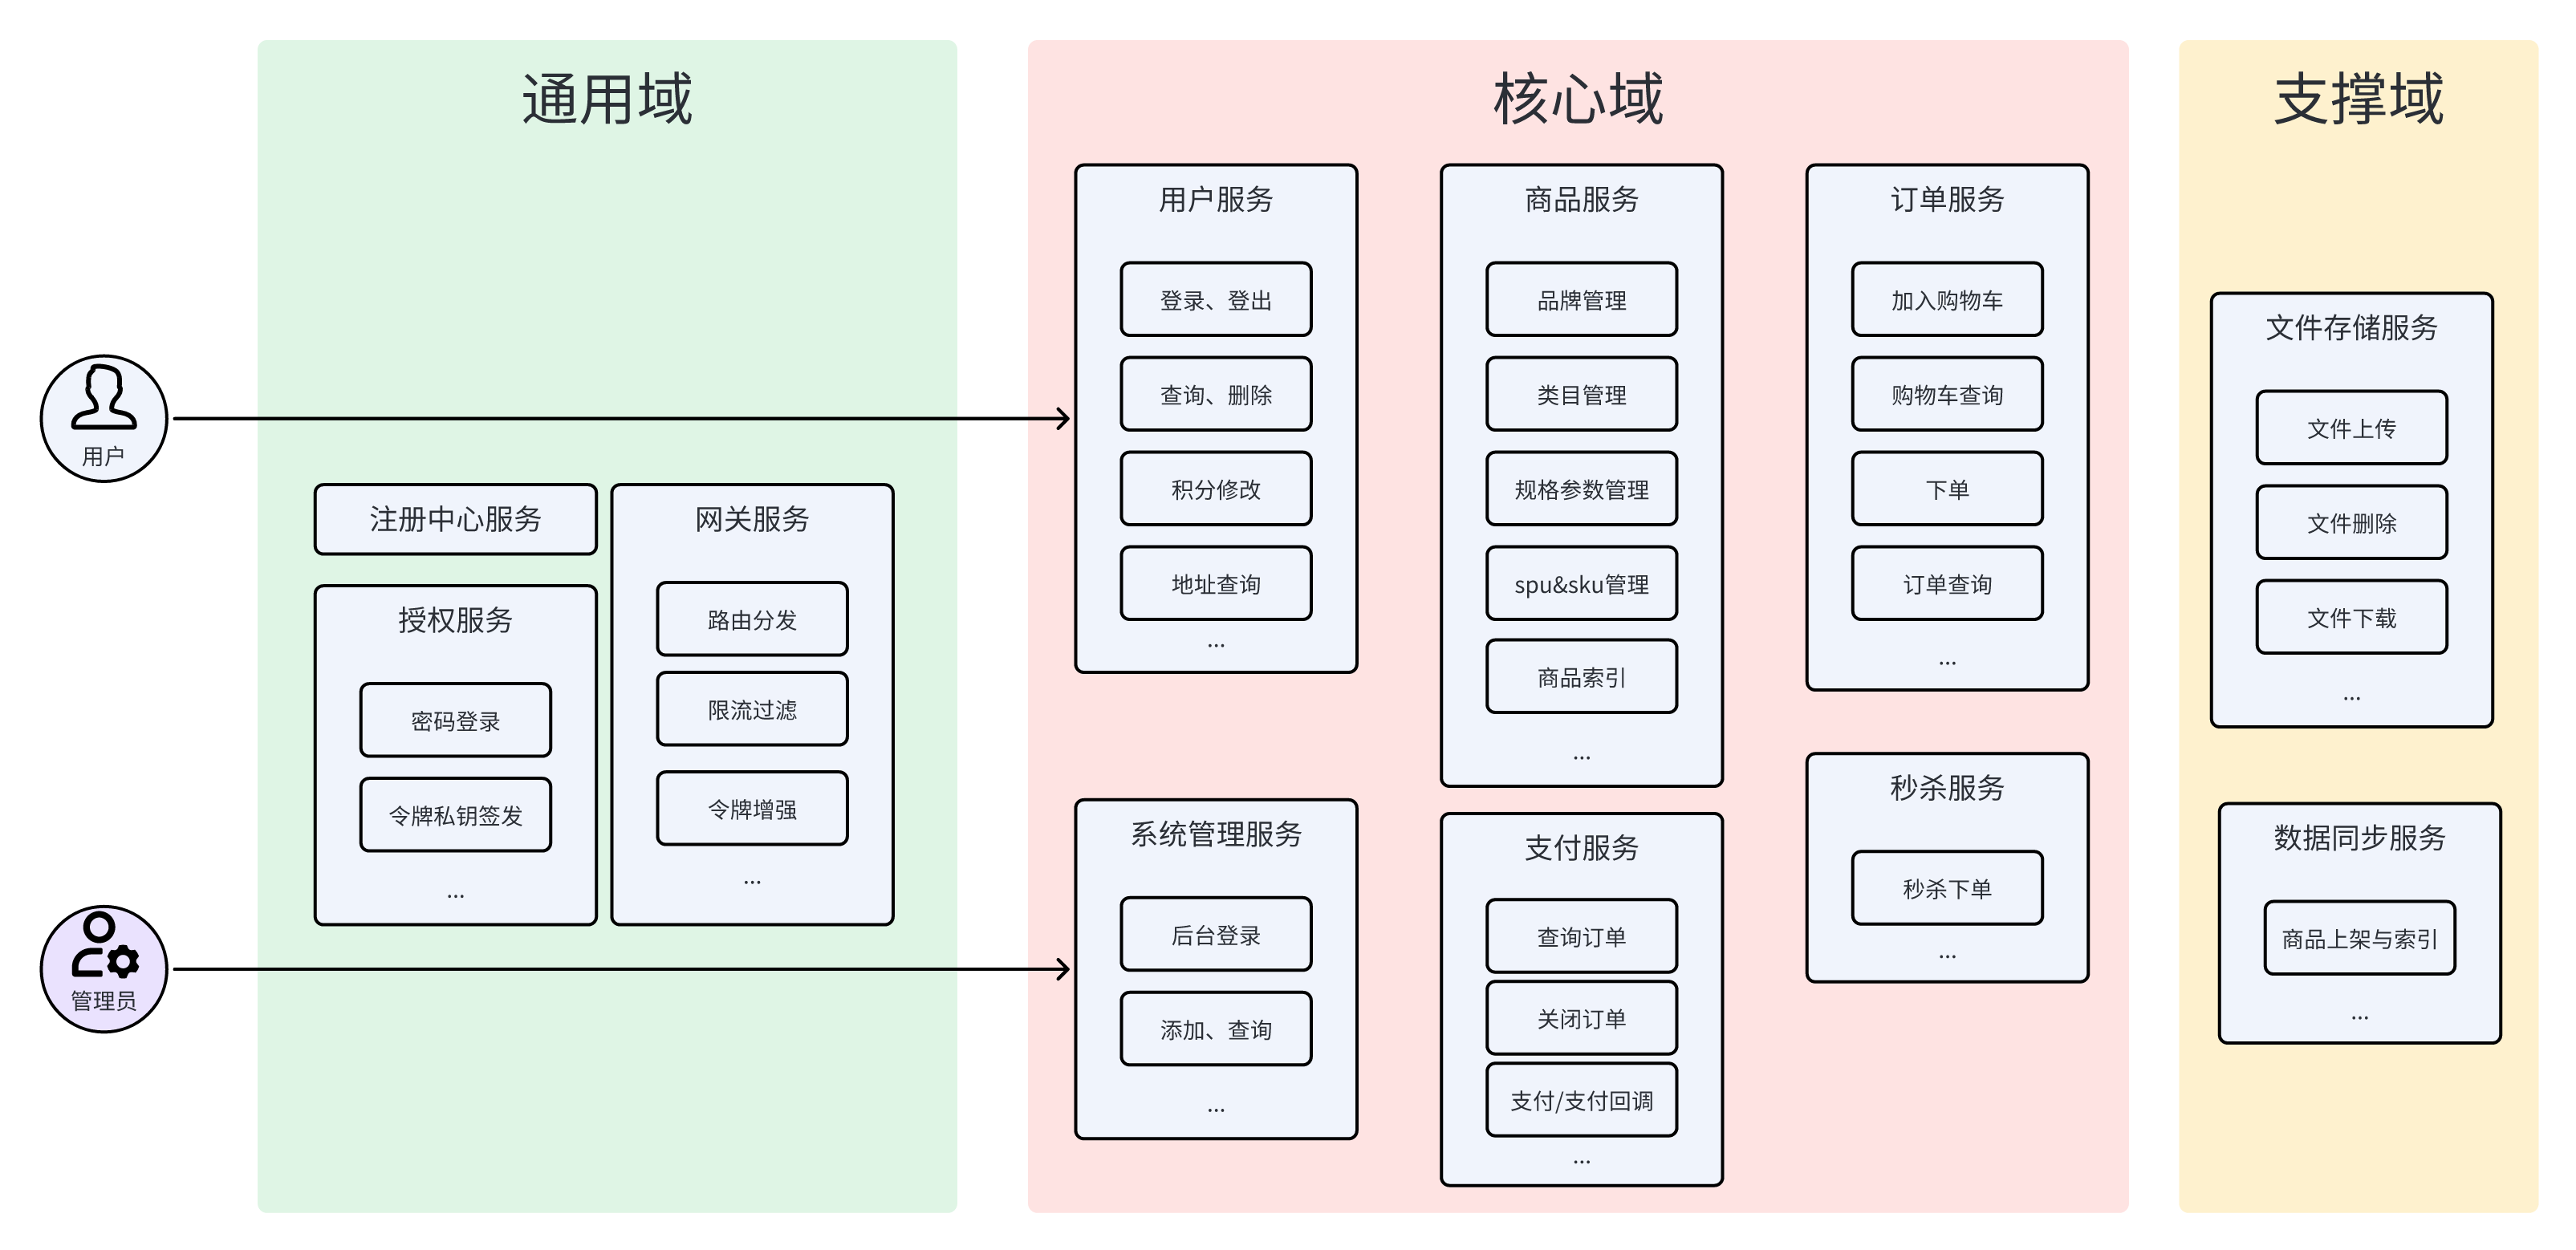 用户
管理员
通用域
注册中心服务
授权服务
密码登录
令牌私钥签发
...
网关服务
路由分发
限流过滤
令牌增强
...
核心域
用户服务
登录、登出
查询、删除
积分修改
地址查询
...
系统管理服务
后台登录
添加、查询
...
商品服务
品牌管理
类目管理
规格参数管理
spu&sku管理
商品索引
...
支付服务
查询订单
关闭订单
支付/支付回调
...
订单服务
加入购物车
购物车查询
下单
订单查询
...
秒杀服务
秒杀下单
...
支撑域
文件存储服务
文件上传
文件删除
文件下载
...
数据同步服务
商品上架与索引
...